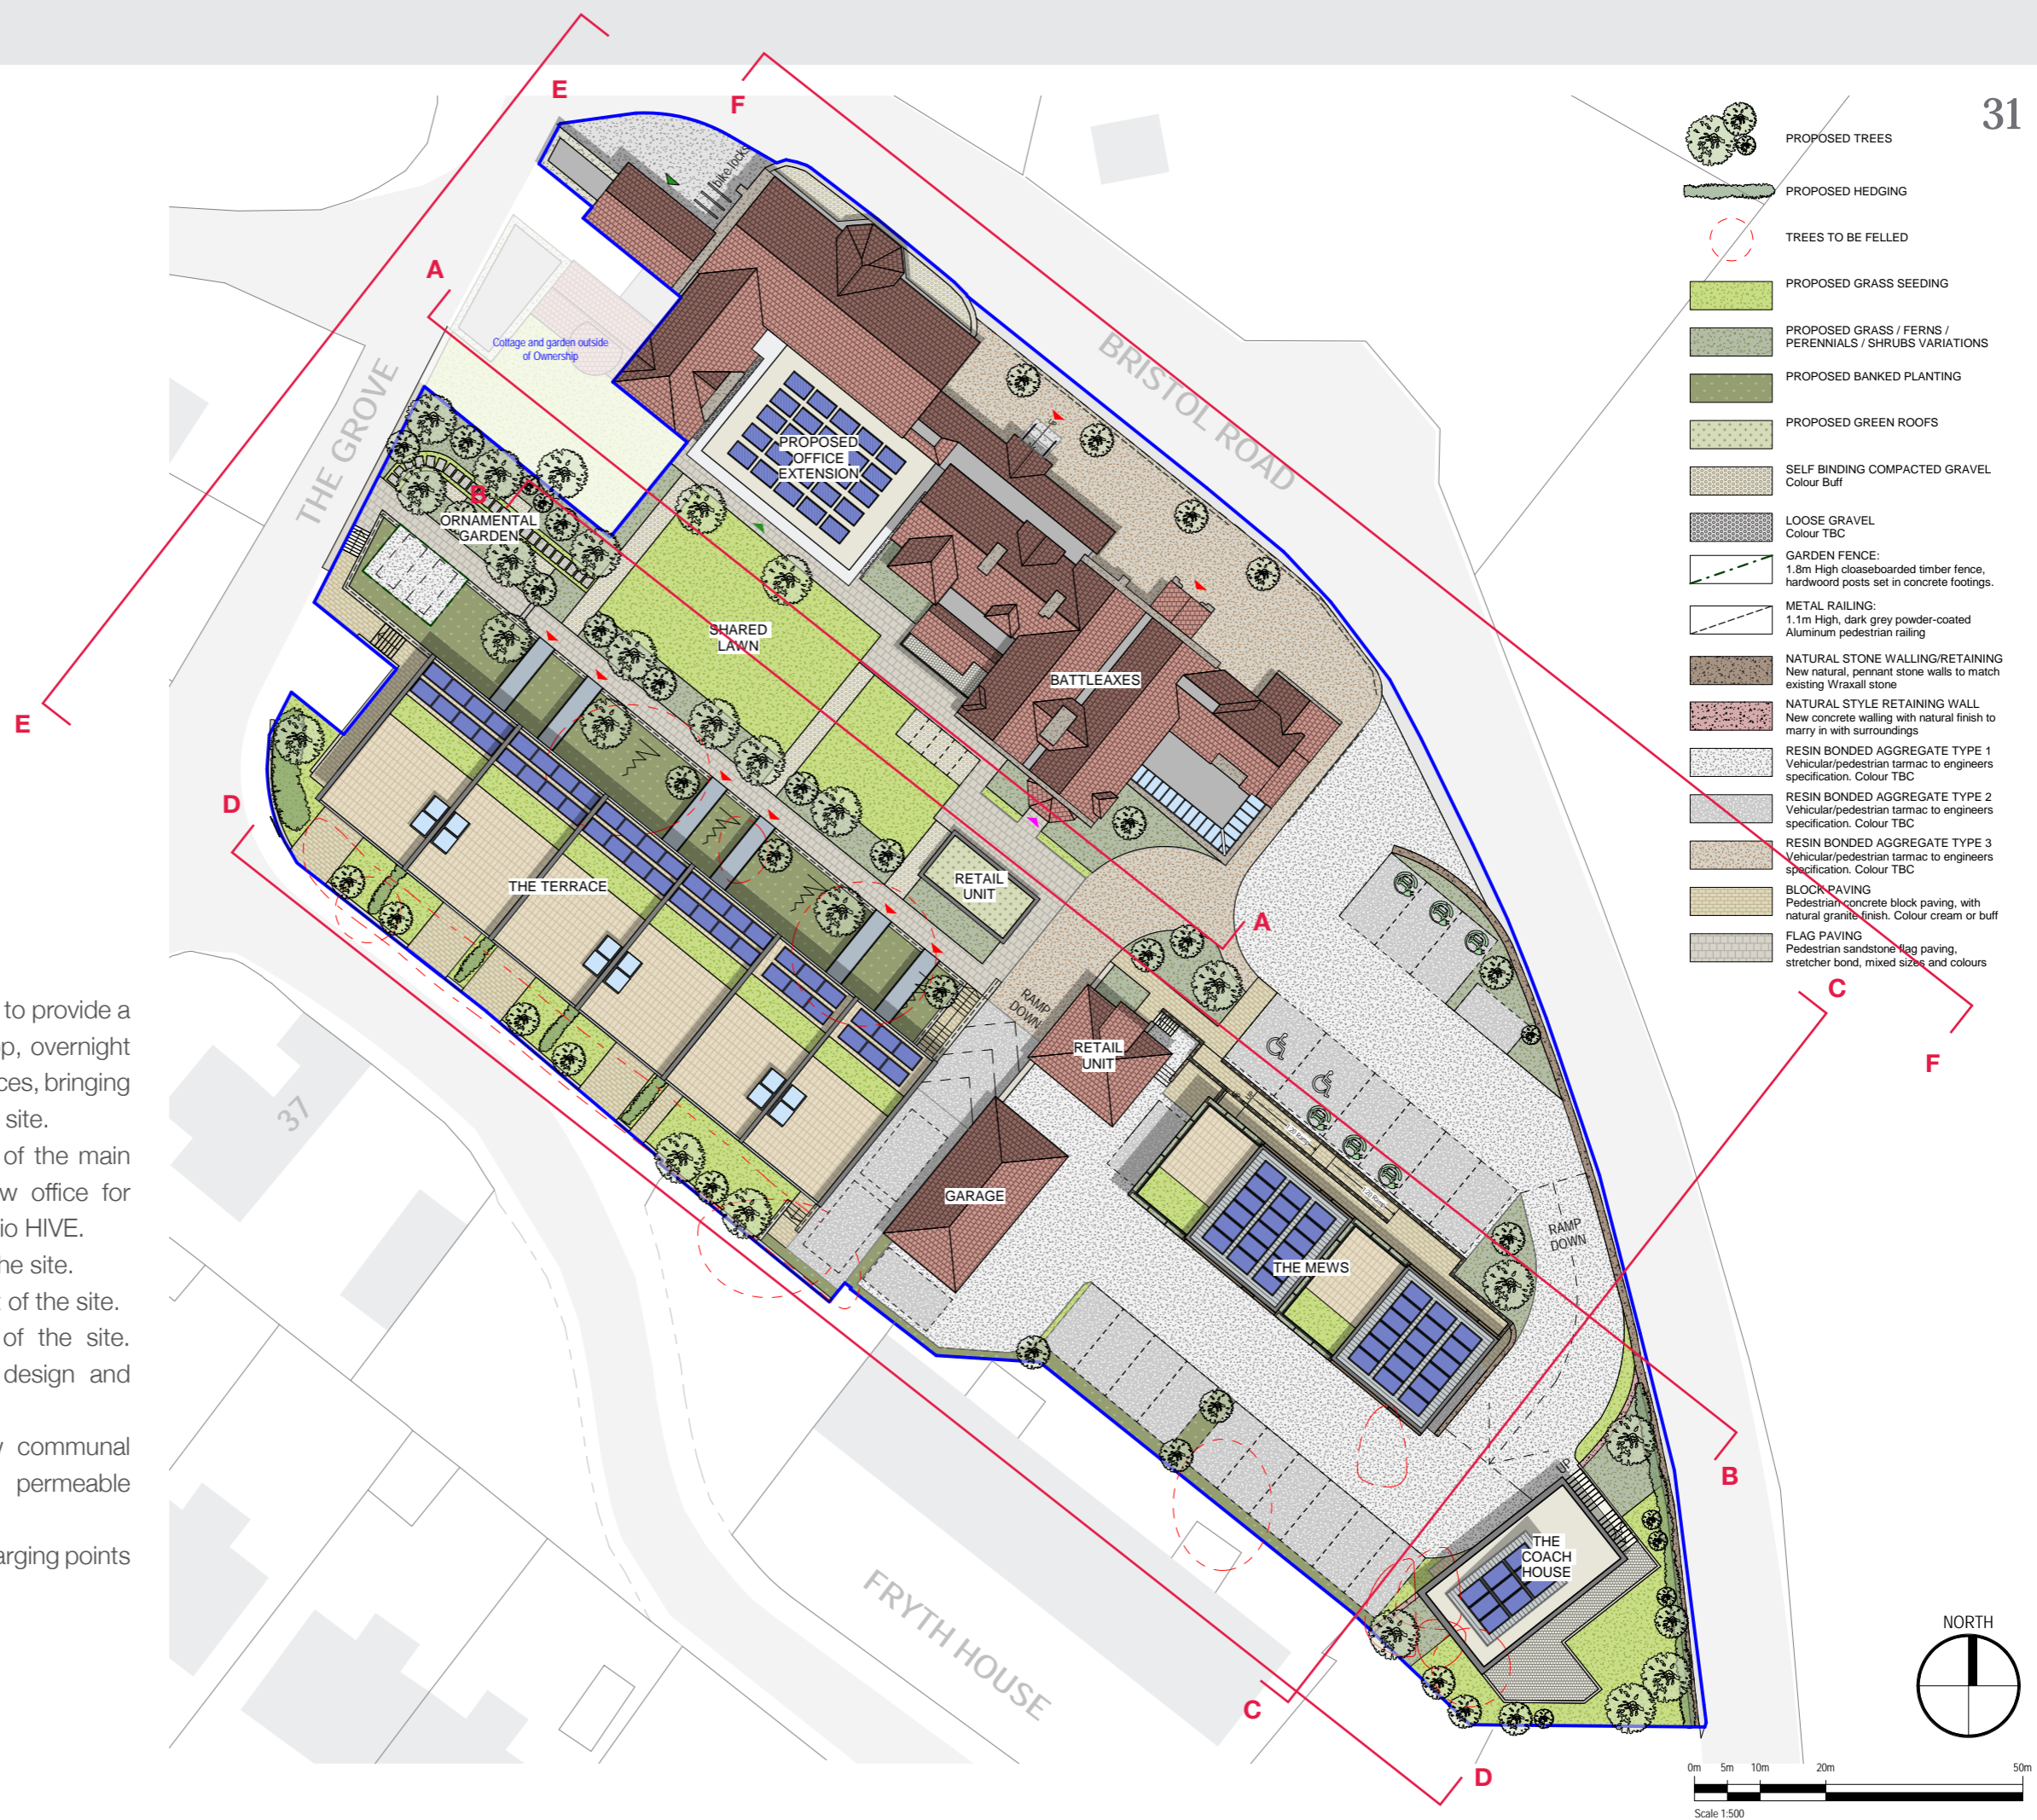 31
E
F
A
B
E
D
A
C
F
B
C
D
bike locks
Cottage and garden outside
of Ownership
THE GROVE
BRISTOL ROAD
PROPOSED
OFFICE
EXTENSION
ORNAMENTAL
GARDEN
SHARED
LAWN
BATTLEAXES
THE TERRACE
RETAIL
UNIT
RAMP
DOWN
RETAIL
UNIT
GARAGE
THE MEWS
RAMP
DOWN
UP
THE
COACH
HOUSE
37
FRYTH HOUSE
to provide a
op, overnight
ces, bringing
site.
of the main
w office for
io HIVE.
he site.
t of the site.
of the site.
design and
communal
permeable
arging points
PROPOSED TREES
PROPOSED HEDGING
TREES TO BE FELLED
PROPOSED GRASS SEEDING
PROPOSED GRASS / FERNS /
PERENNIALS / SHRUBS VARIATIONS
PROPOSED BANKED PLANTING
PROPOSED GREEN ROOFS
SELF BINDING COMPACTED GRAVEL
Colour Buff
LOOSE GRAVEL
Colour TBC
GARDEN FENCE:
1.8m High cloaseboarded timber fence,
hardwoord posts set in concrete footings.
METAL RAILING:
1.1m High, dark grey powder-coated
Aluminum pedestrian railing
NATURAL STONE WALLING/RETAINING
New natural, pennant stone walls to match
existing Wraxall stone
NATURAL STYLE RETAINING WALL
New concrete walling with natural finish to
marry in with surroundings
RESIN BONDED AGGREGATE TYPE 1
Vehicular/pedestrian tarmac to engineers
specification. Colour TBC
RESIN BONDED AGGREGATE TYPE 2
Vehicular/pedestrian tarmac to engineers
specification. Colour TBC
RESIN BONDED AGGREGATE TYPE 3
Vehicular/pedestrian tarmac to engineers
specification. Colour TBC
BLOCK PAVING
Pedestrian concrete block paving, with
natural granite finish. Colour cream or buff
FLAG PAVING
Pedestrian sandstone flag paving,
stretcher bond, mixed sizes and colours
NORTH
0m 5m 10m 20m 50m
Scale 1:500